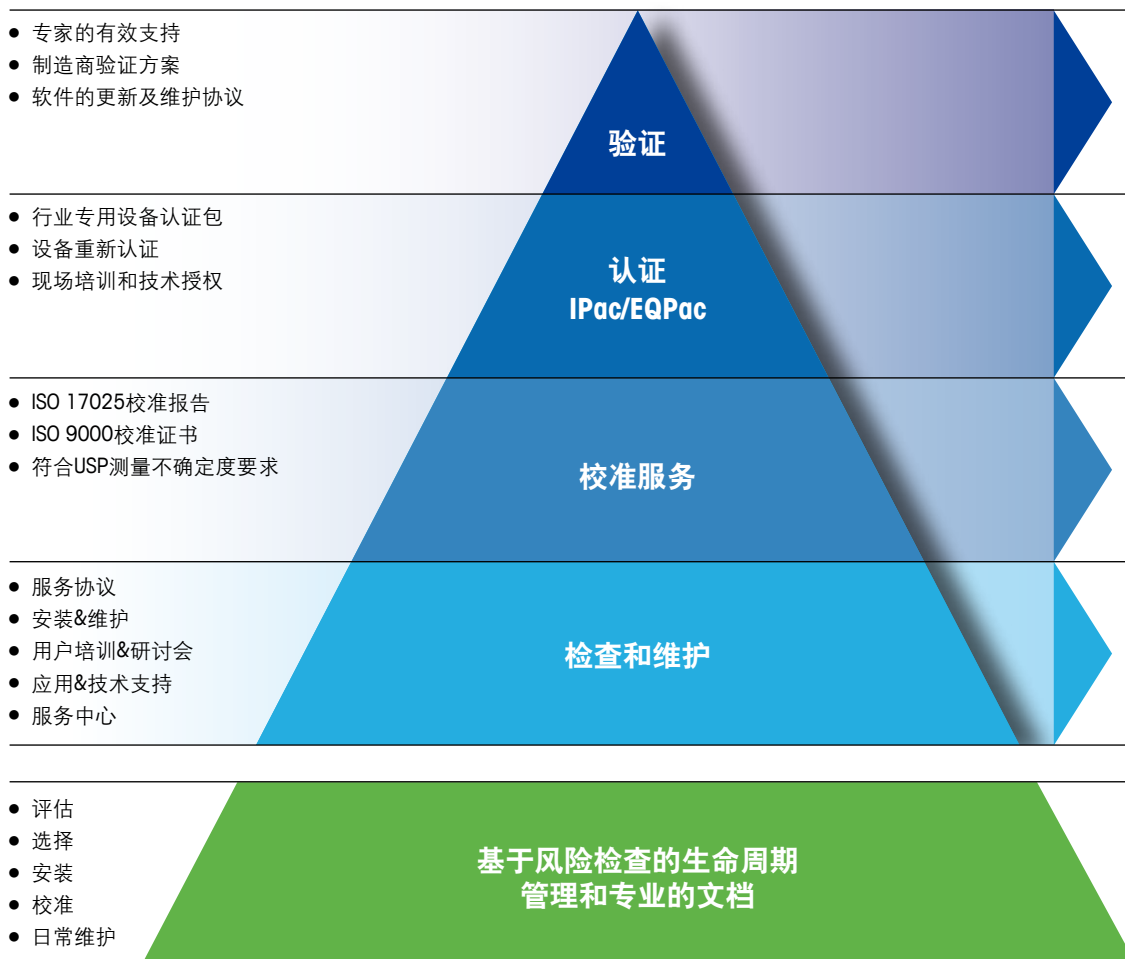 ● 专家的有效支持
● 制造商验证方案
● 软件的更新及维护协议
验证
● 行业专用设备认证包
● 设备重新认证
● 现场培训和技术授权
认证
IPac/EQPac
● ISO 17025校准报告
● ISO 9000校准证书
● 符合USP测量不确定度要求
校准服务
● 服务协议
● 安装&维护
● 用户培训&研讨会
● 应用&技术支持
● 服务中心
检查和维护
● 评估
● 选择
● 安装
● 校准
● 日常维护
基于风险检查的生命周期
管理和专业的文档